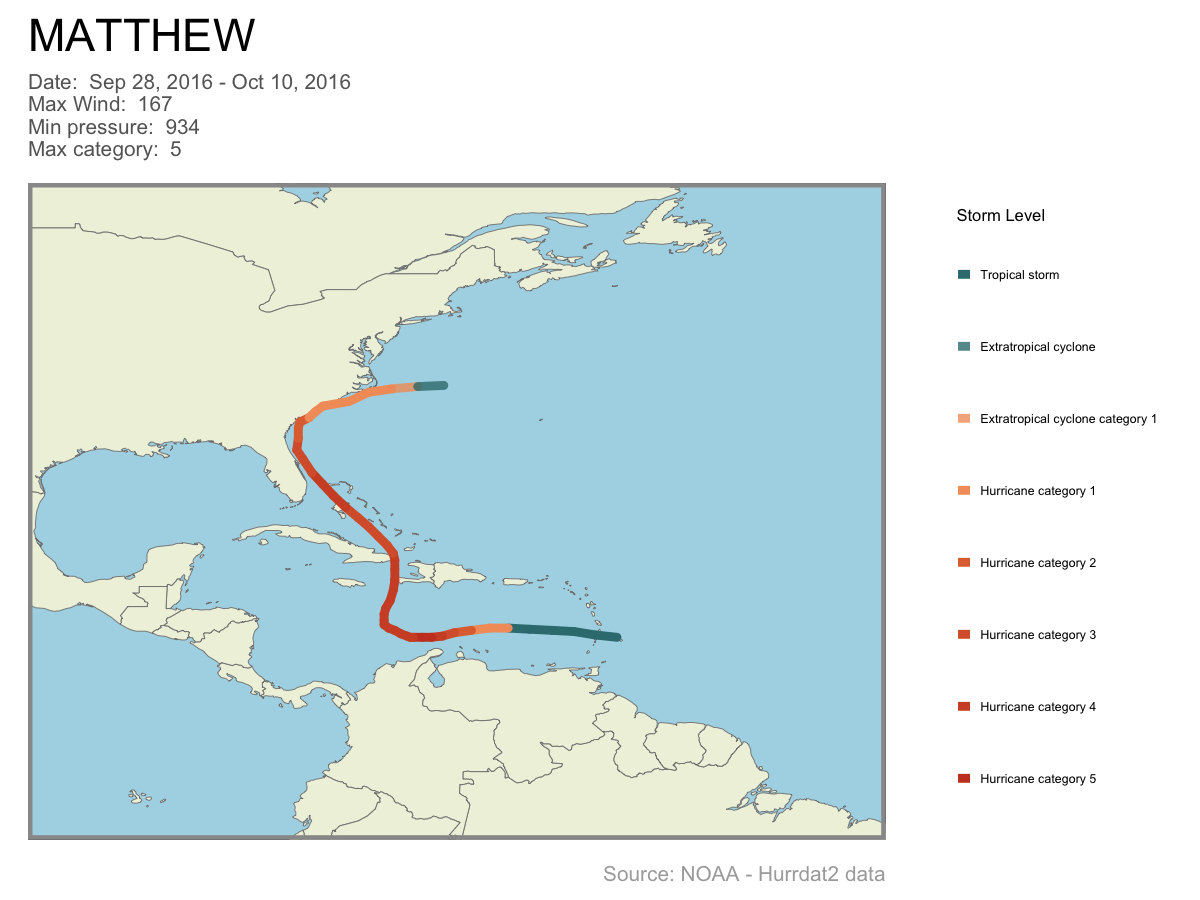 MATTHEW
Date:  Sep 28, 2016 - Oct 10, 2016
Max Wind:  167
Min pressure:  934
Max category:  5
Storm Level
Tropical storm
Extratropical cyclone
Extratropical cyclone category 1
Hurricane category 1
Hurricane category 2
Hurricane category 3
Hurricane category 4
Hurricane category 5
Source: NOAA - Hurrdat2 data